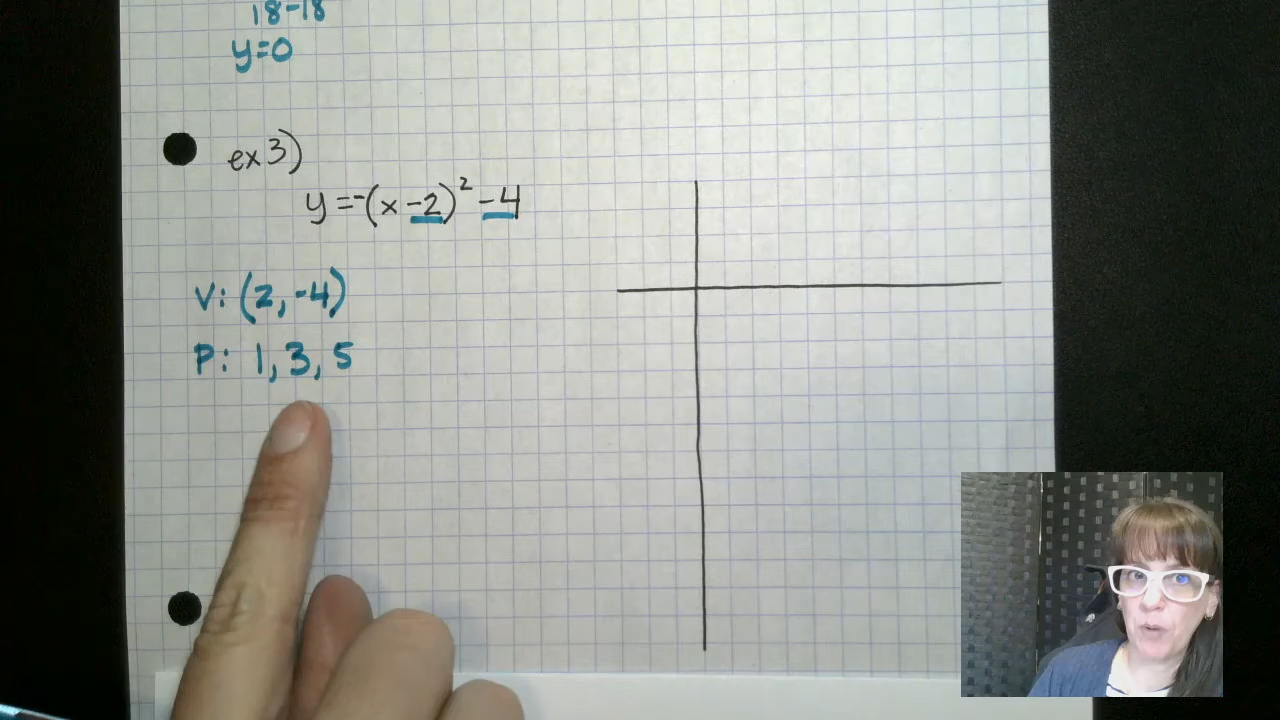 18-18
y=0
ex 3)
y=-(x-2)² -4
V: (2, -4)
P: 1, 3, 5